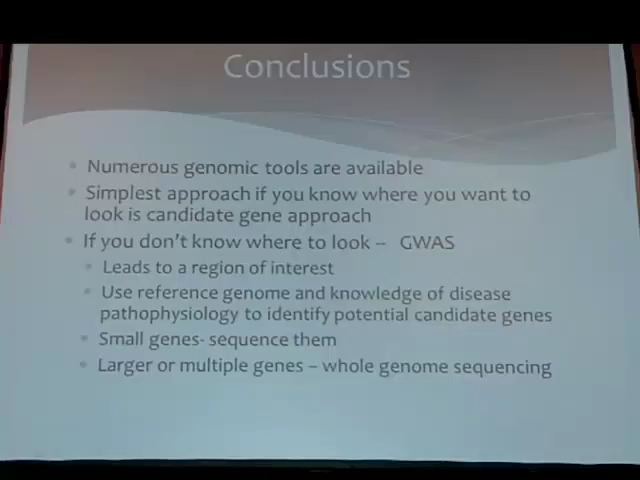 Conclusions
Numerous genomic tools are available
Simplest approach if you know where you want to
look is candidate gene approach
If you don't know where to look – GWAS
Leads to a region of interest
Use reference genome and knowledge of disease
pathophysiology to identify potential candidate genes
Small genes- sequence them
Larger or multiple genes – whole genome sequencing